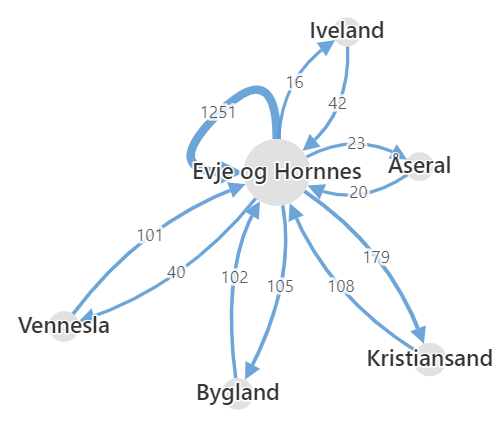 Iveland
16
42
1251
23
Evje og Hornnes
Åseral
20
101
179
40
102
105
108
Vennesla
Kristiansand
Bygland